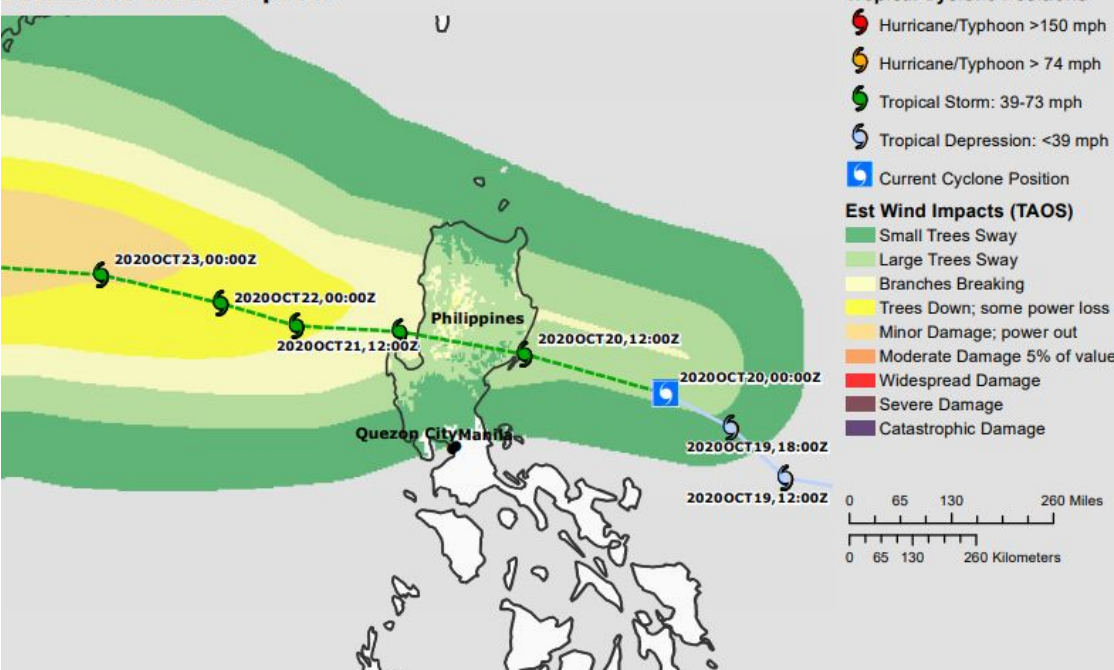 Hurricane/Typhoon >150 mph
Hurricane/Typhoon > 74 mph
Tropical Storm: 39-73 mph
Tropical Depression: <39 mph
Current Cyclone Position
Est Wind Impacts (TAOS)
Small Trees Sway
Large Trees Sway
Branches Breaking
Trees Down; some power loss
Minor Damage; power out
Moderate Damage 5% of value
Widespread Damage
Severe Damage
Catastrophic Damage
0 65 130 260 Miles
0 65 130 260 Kilometers
2020OCT23,00:00Z
2020OCT22,00:00Z
2020OCT21,12:00Z
Philippines
2020OCT20,12:00Z
2020OCT20,00:00Z
2020OCT19,18:00Z
2020OCT19,12:00Z
Quezon City Manila